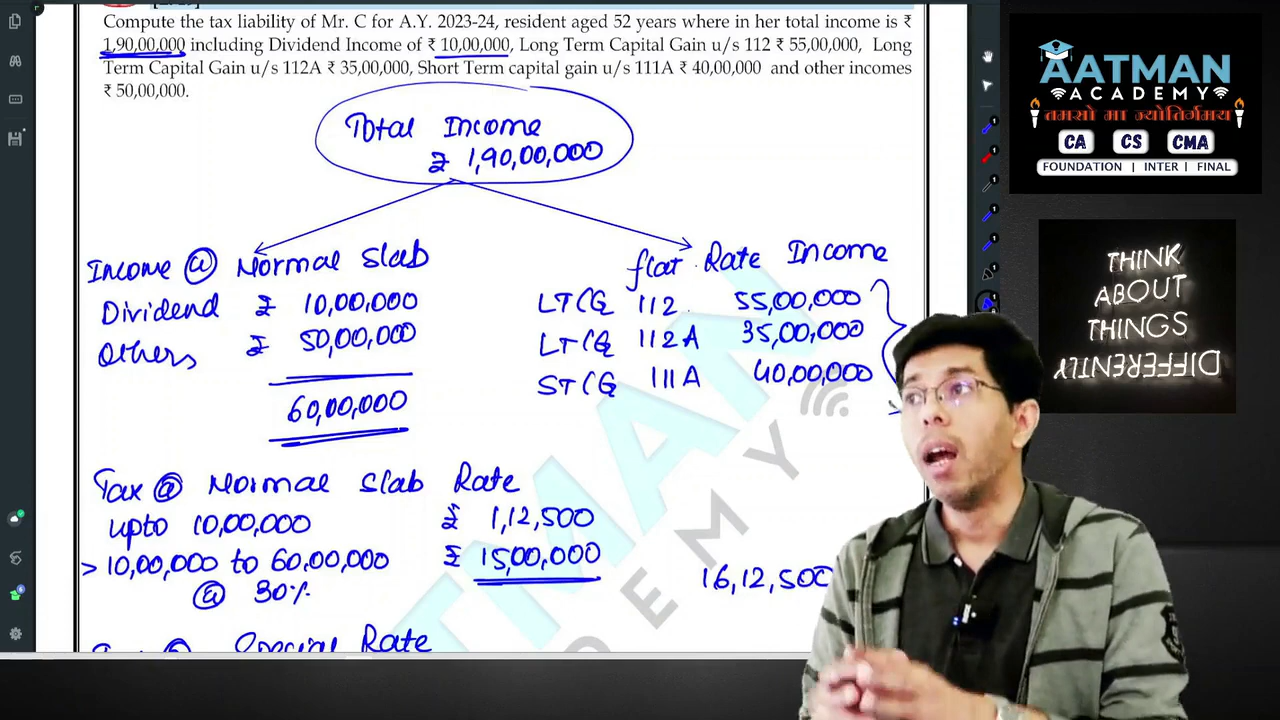 Compute the tax liability of Mr. C for A.Y. 2023-24, resident aged 52 years where in her total income is ₹
1,90,00,000 including Dividend Income of ₹ 10,00,000, Long Term Capital Gain u/s 112 ₹ 55,00,000, Long
Term Capital Gain u/s 112A ₹ 35,00,000, Short Term capital gain u/s 111A ₹ 40,00,000 and other incomes
₹ 50,00,000.
Total Income
₹ 1,90,00,000
Income @ Normal Slab
Dividend ₹ 10,00,000
Others ₹ 50,00,000
60,00,000
flat Rate Income
LTCG 112 55,00,000
LTCG 112A 35,00,000
STCG 111A 40,00,000
Tax @ Normal Slab Rate
upto 10,00,000 ₹ 1,12,500
> 10,00,000 to 60,00,000 ₹ 15,00,000
@ 30%
16,12,500
Special Rate
AATMAN
ACADEMY
तमसो मा ज्योतिर्गमय
CA CS CMA
FOUNDATION | INTER | FINAL
THINK
ABOUT
THINGS
DIFFERENTLY